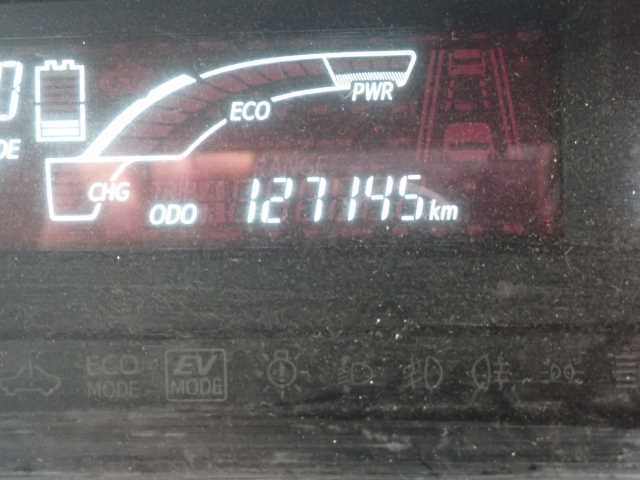 PWR
ECO
CHG
ODO 127145 km
ECO MODE
EV MODE